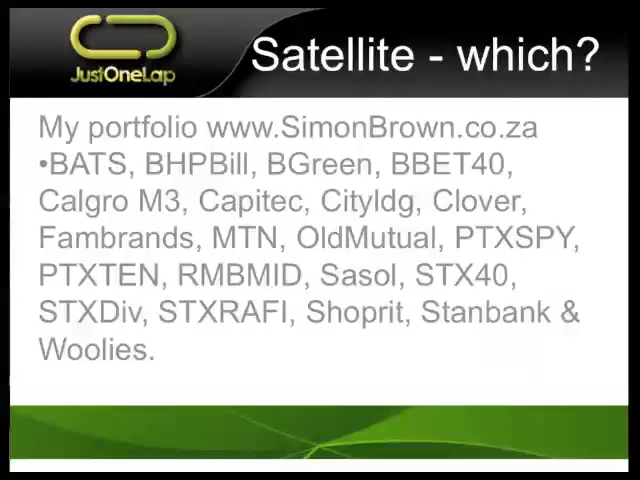 JustOneLap
Satellite - which?
My portfolio www.SimonBrown.co.za
•BATS, BHPBill, BGreen, BBET40,
Calgro M3, Capitec, Cityldg, Clover,
Fambrands, MTN, OldMutual, PTXSPY,
PTXTEN, RMBMID, Sasol, STX40,
STXDiv, STXRAFI, Shoprit, Stanbank &
Woolies.